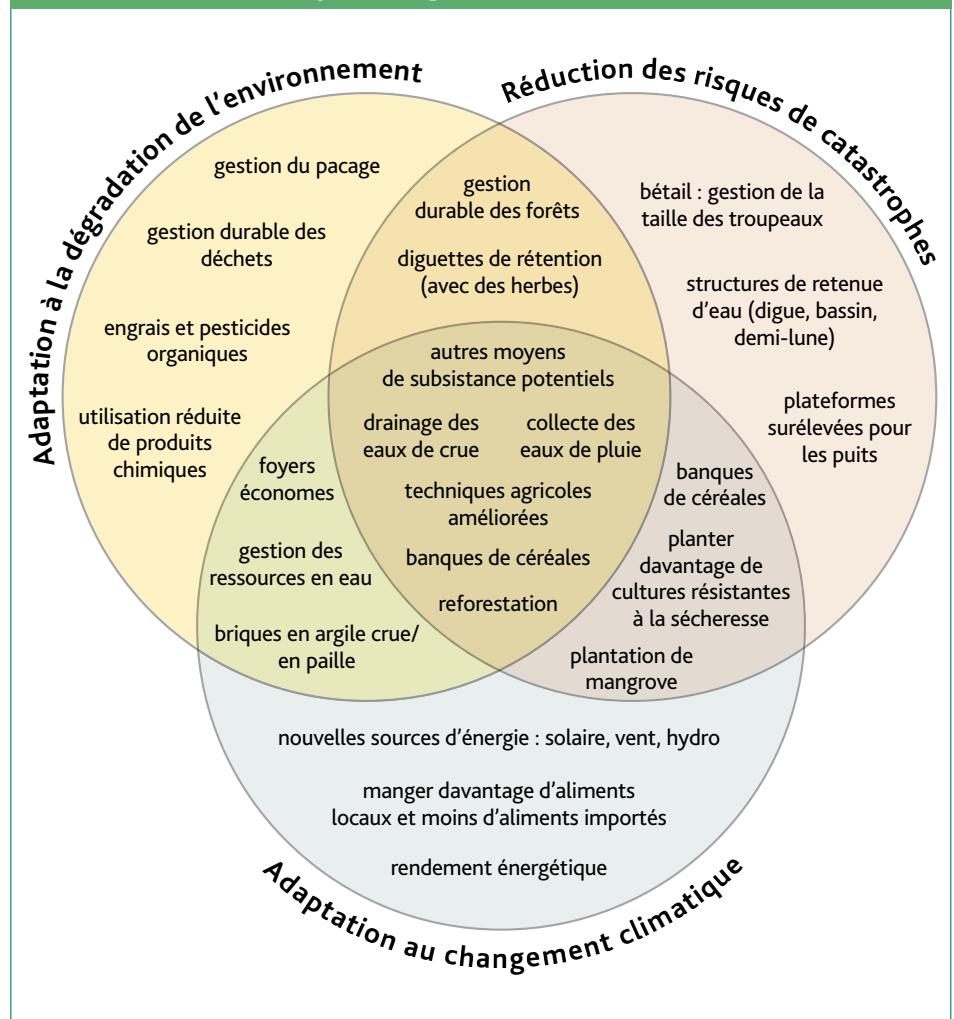 Adaptation à la dégradation de l'environnement
Réduction des risques de catastrophes
gestion du pacage
gestion durable des
déchets
engrais et pesticides
organiques
utilisation réduite
de produits
chimiques
gestion
durable des forêts
diguettes de rétention
(avec des herbes)
bétail : gestion de la
taille des troupeaux
structures de retenue
d'eau (digue, bassin,
demi-lune)
plateformes
surélevées pour
les puits
autres moyens
de subsistance potentiels
drainage des
eaux de crue
collecte des
eaux de pluie
techniques agricoles
améliorées
banques de céréales
reforestation
foyers
économes
gestion des
ressources en eau
briques en argile crue/
en paille
banques
de céréales
planter
davantage de
cultures résistantes
à la sécheresse
plantation de
mangrove
nouvelles sources d'énergie : solaire, vent, hydro
manger davantage d'aliments
locaux et moins d'aliments importés
rendement énergétique
Adaptation au changement climatique